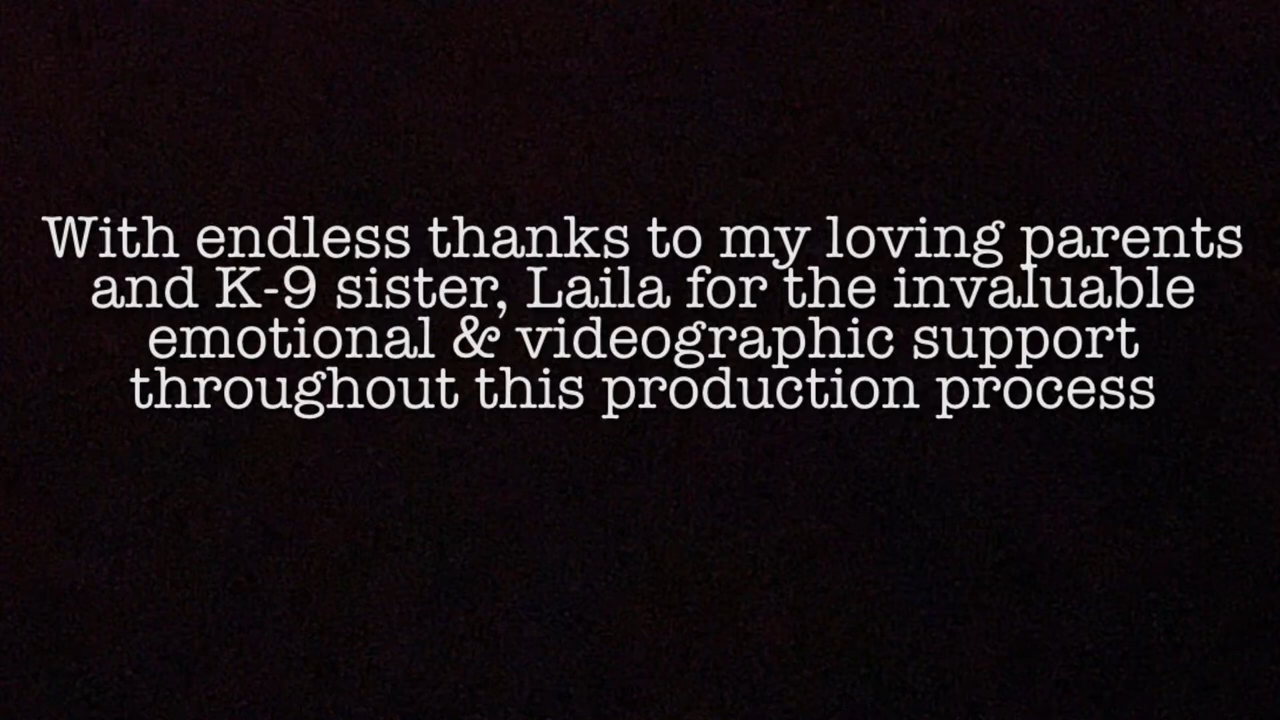 With endless thanks to my loving parents
and K-9 sister, Laila for the invaluable
emotional & videographic support
throughout this production process